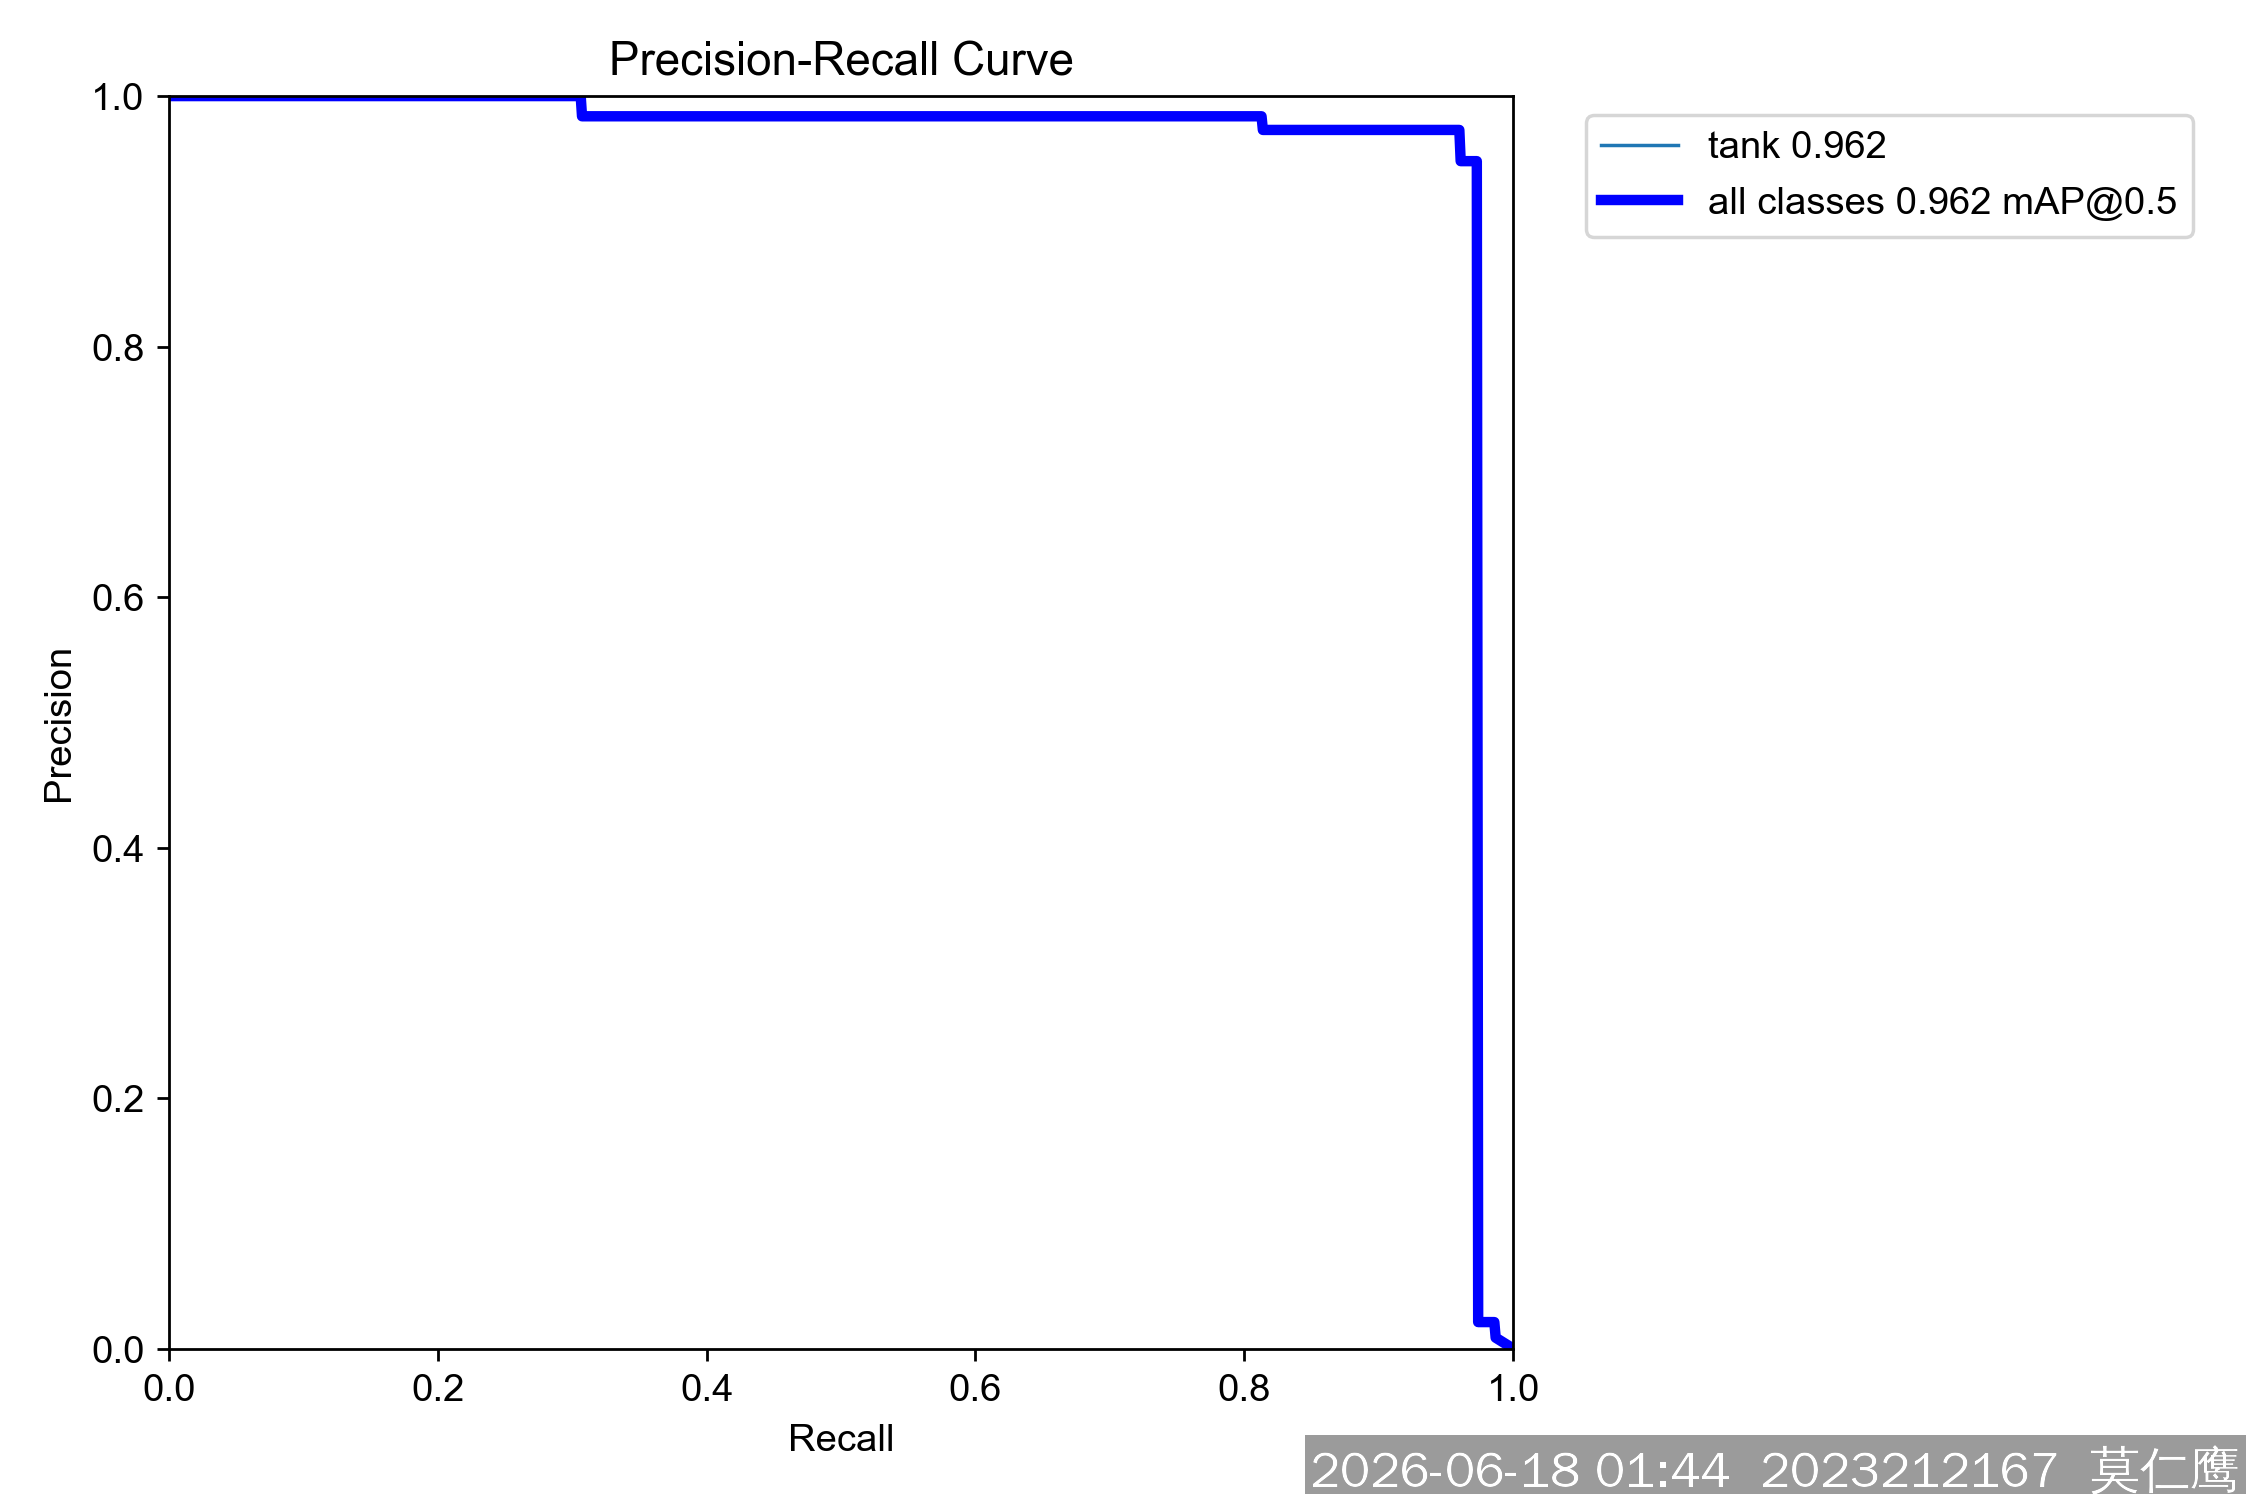 Precision-Recall Curve
1.0
0.8
0.6
0.4
0.2
0.0
Precision
0.0 0.2 0.4 0.6 0.8 1.0
Recall
tank 0.962
all classes 0.962 mAP@0.5
2026-06-18 01:44 2023212167 莫仁鹰